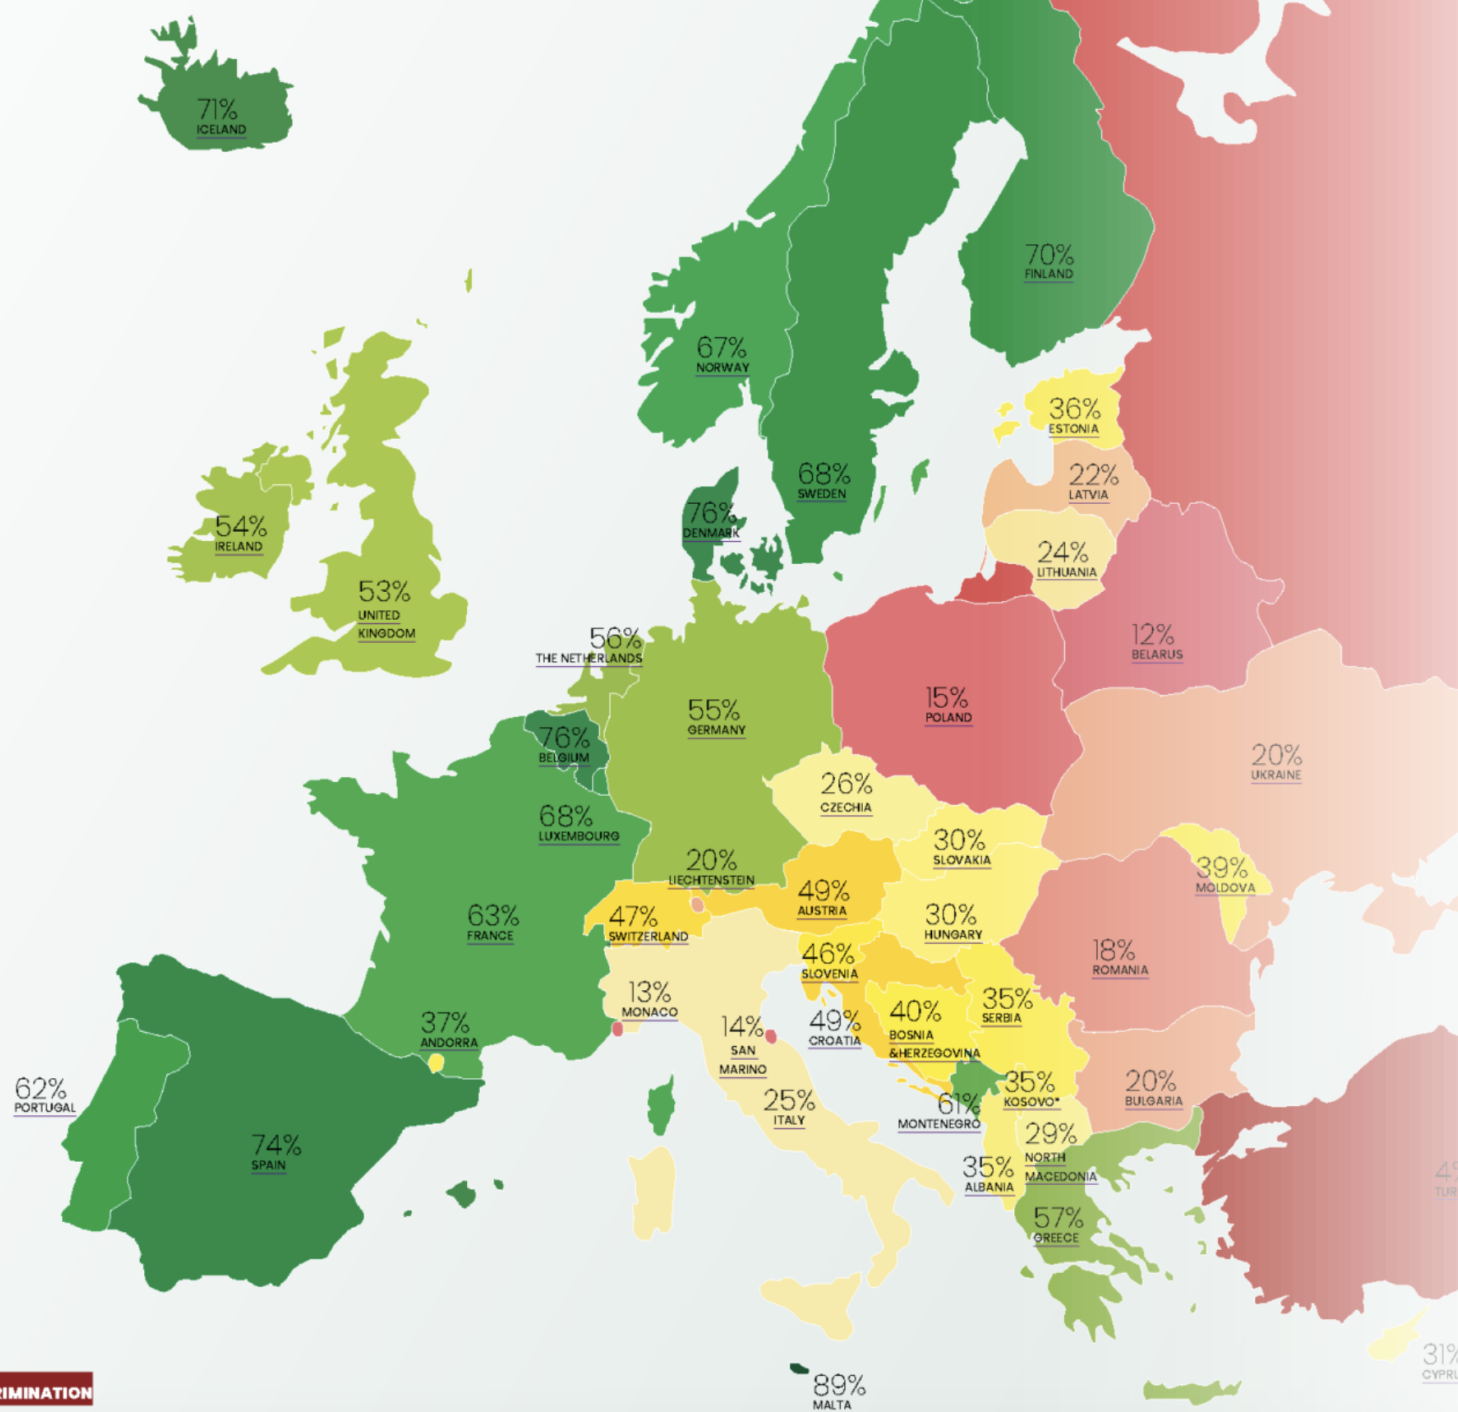 71%
ICELAND
70%
FINLAND
67%
NORWAY
36%
ESTONIA
68%
SWEDEN
22%
LATVIA
76%
DENMARK
54%
IRELAND
24%
LITHUANIA
53%
UNITED
KINGDOM
56%
THE NETHERLANDS
12%
BELARUS
55%
GERMANY
15%
POLAND
76%
BELGIUM
20%
UKRAINE
26%
CZECHIA
68%
LUXEMBOURG
30%
SLOVAKIA
20%
LIECHTENSTEIN
39%
MOLDOVA
49%
AUSTRIA
63%
FRANCE
47%
SWITZERLAND
30%
HUNGARY
46%
SLOVENIA
18%
ROMANIA
13%
MONACO
35%
SERBIA
40%
BOSNIA
&HERZEGOVINA
49%
CROATIA
37%
ANDORRA
14%
SAN
MARINO
62%
PORTUGAL
35%
KOSOVO*
20%
BULGARIA
25%
ITALY
61%
MONTENEGRO
29%
NORTH
MACEDONIA
74%
SPAIN
35%
ALBANIA
4%
TUR
57%
GREECE
31%
CYPRU
89%
MALTA
RIMINATION